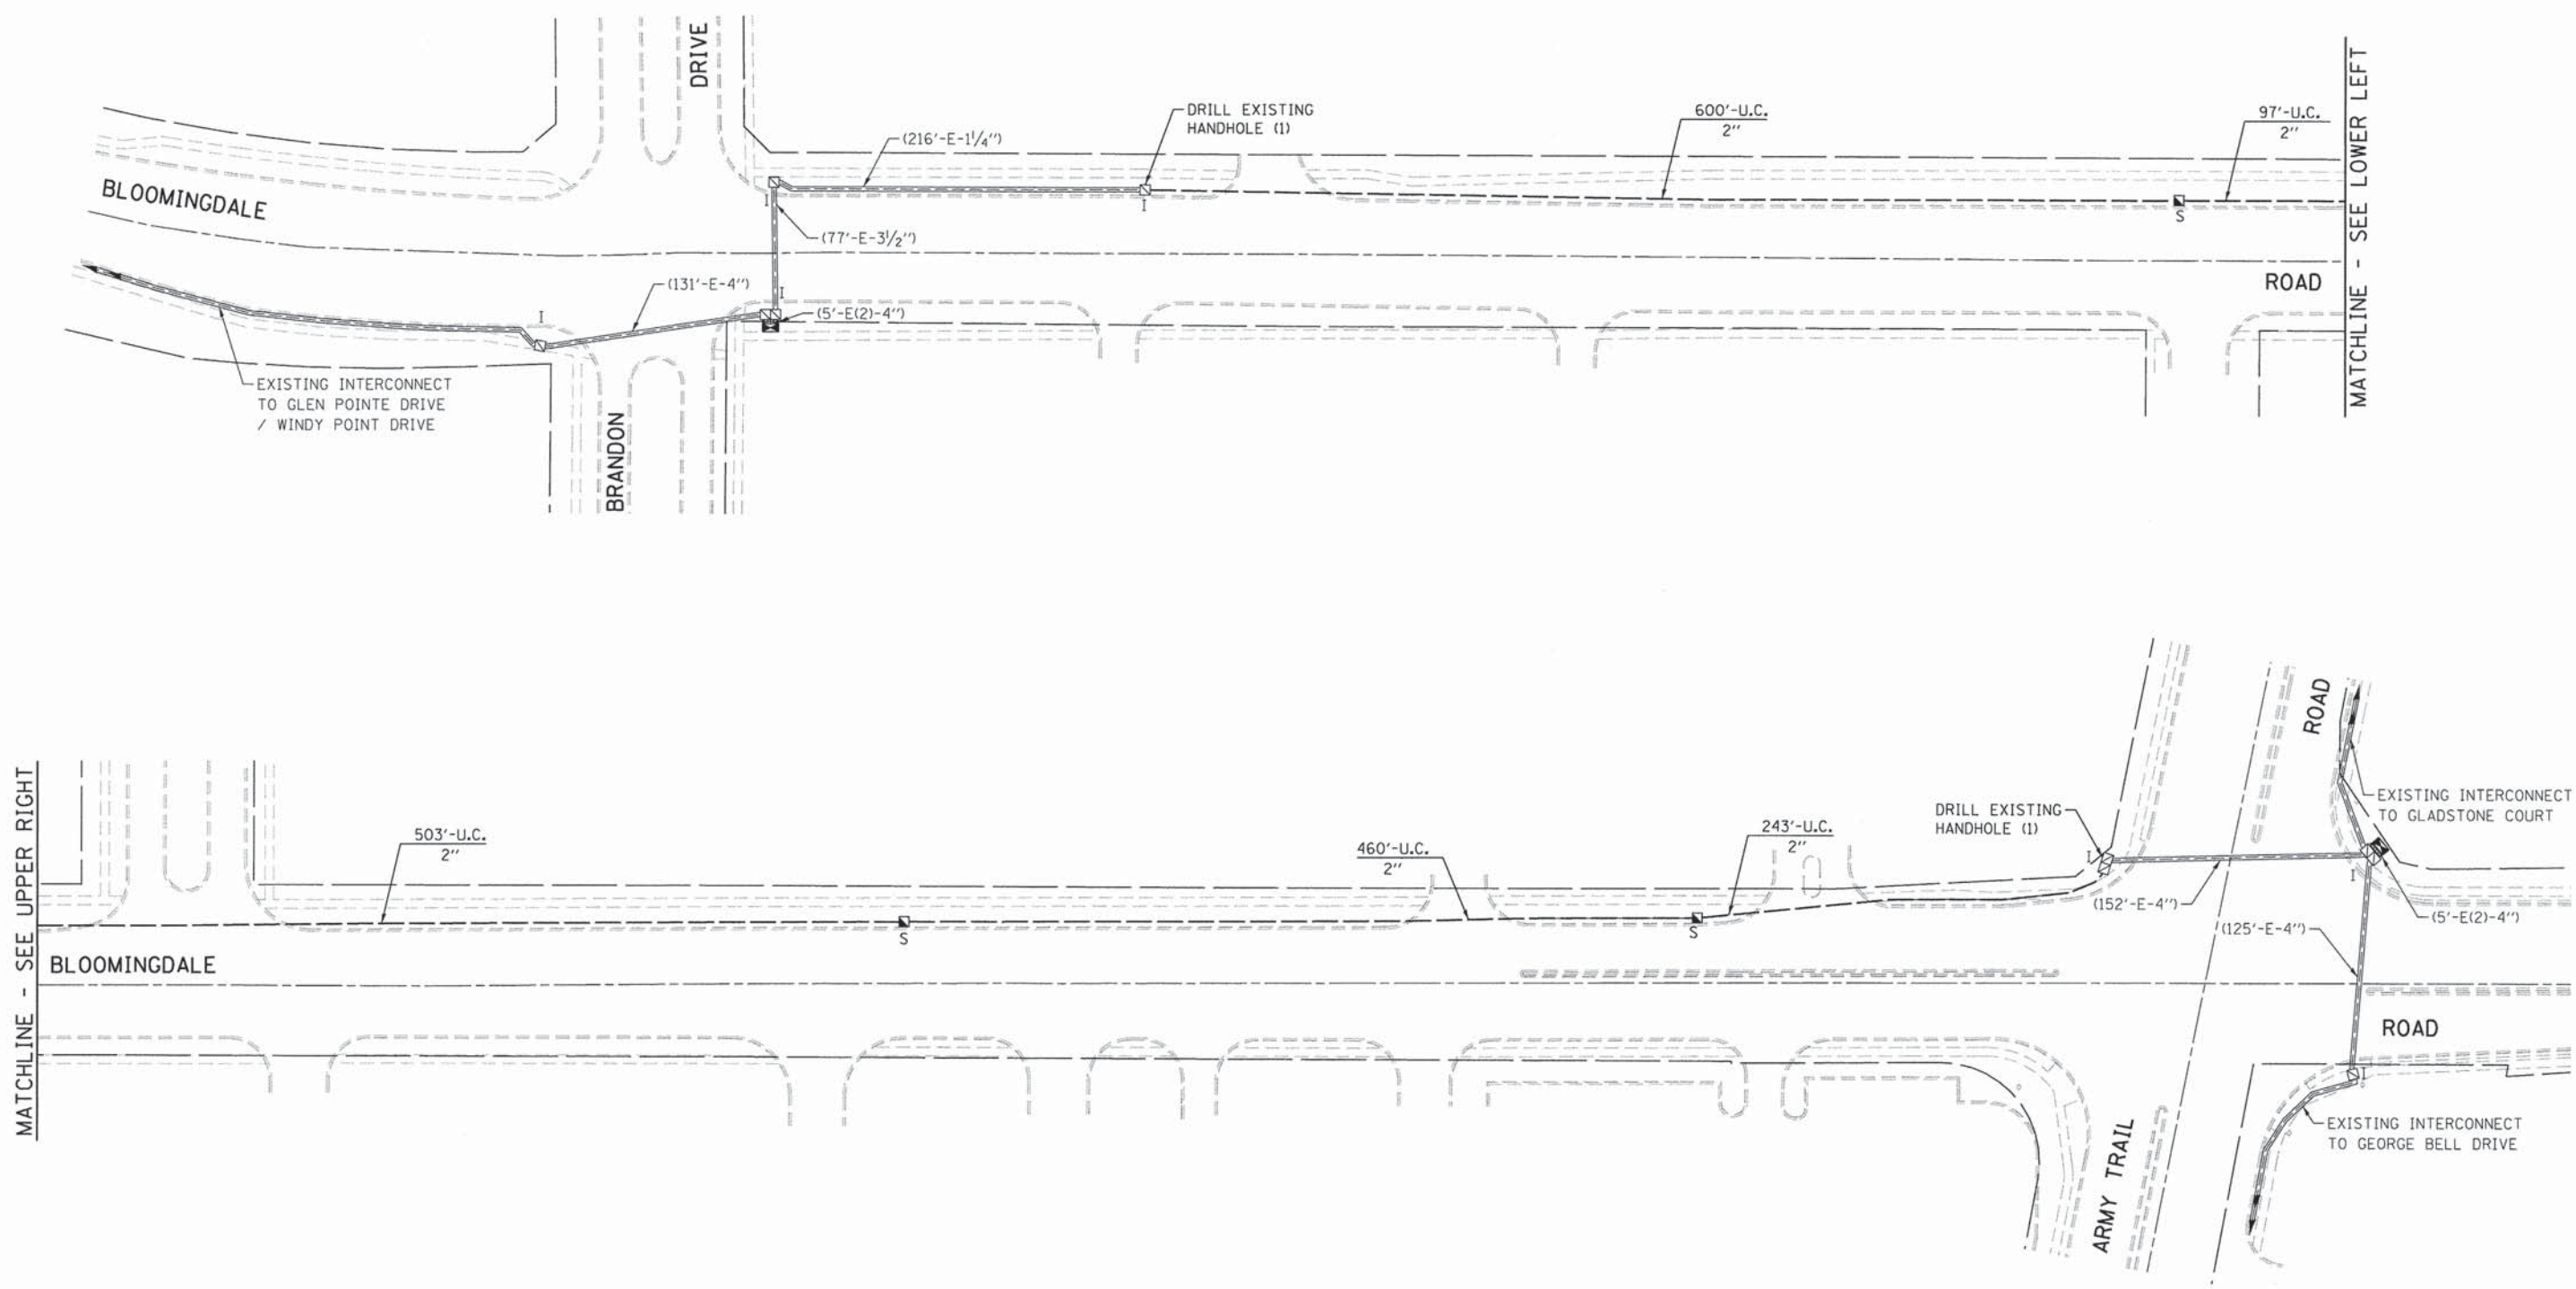 DRIVE
DRILL EXISTING
HANDHOLE (1)
600'-U.C.
2"
97'-U.C.
2"
(216'-E-1¼")
BLOOMINGDALE
I
I
S
(77'-E-3½")
ROAD
MATCHLINE - SEE LOWER LEFT
(131'-E-4")
I
I
(5'-E(2)-4")
EXISTING INTERCONNECT
TO GLEN POINTE DRIVE
/ WINDY POINT DRIVE
BRANDON
ROAD
MATCHLINE - SEE UPPER RIGHT
503'-U.C.
2"
460'-U.C.
2"
243'-U.C.
2"
DRILL EXISTING
HANDHOLE (1)
EXISTING INTERCONNECT
TO GLADSTONE COURT
I
I
(152'-E-4")
(5'-E(2)-4")
(125'-E-4")
S
S
BLOOMINGDALE
ROAD
I
EXISTING INTERCONNECT
TO GEORGE BELL DRIVE
ARMY TRAIL